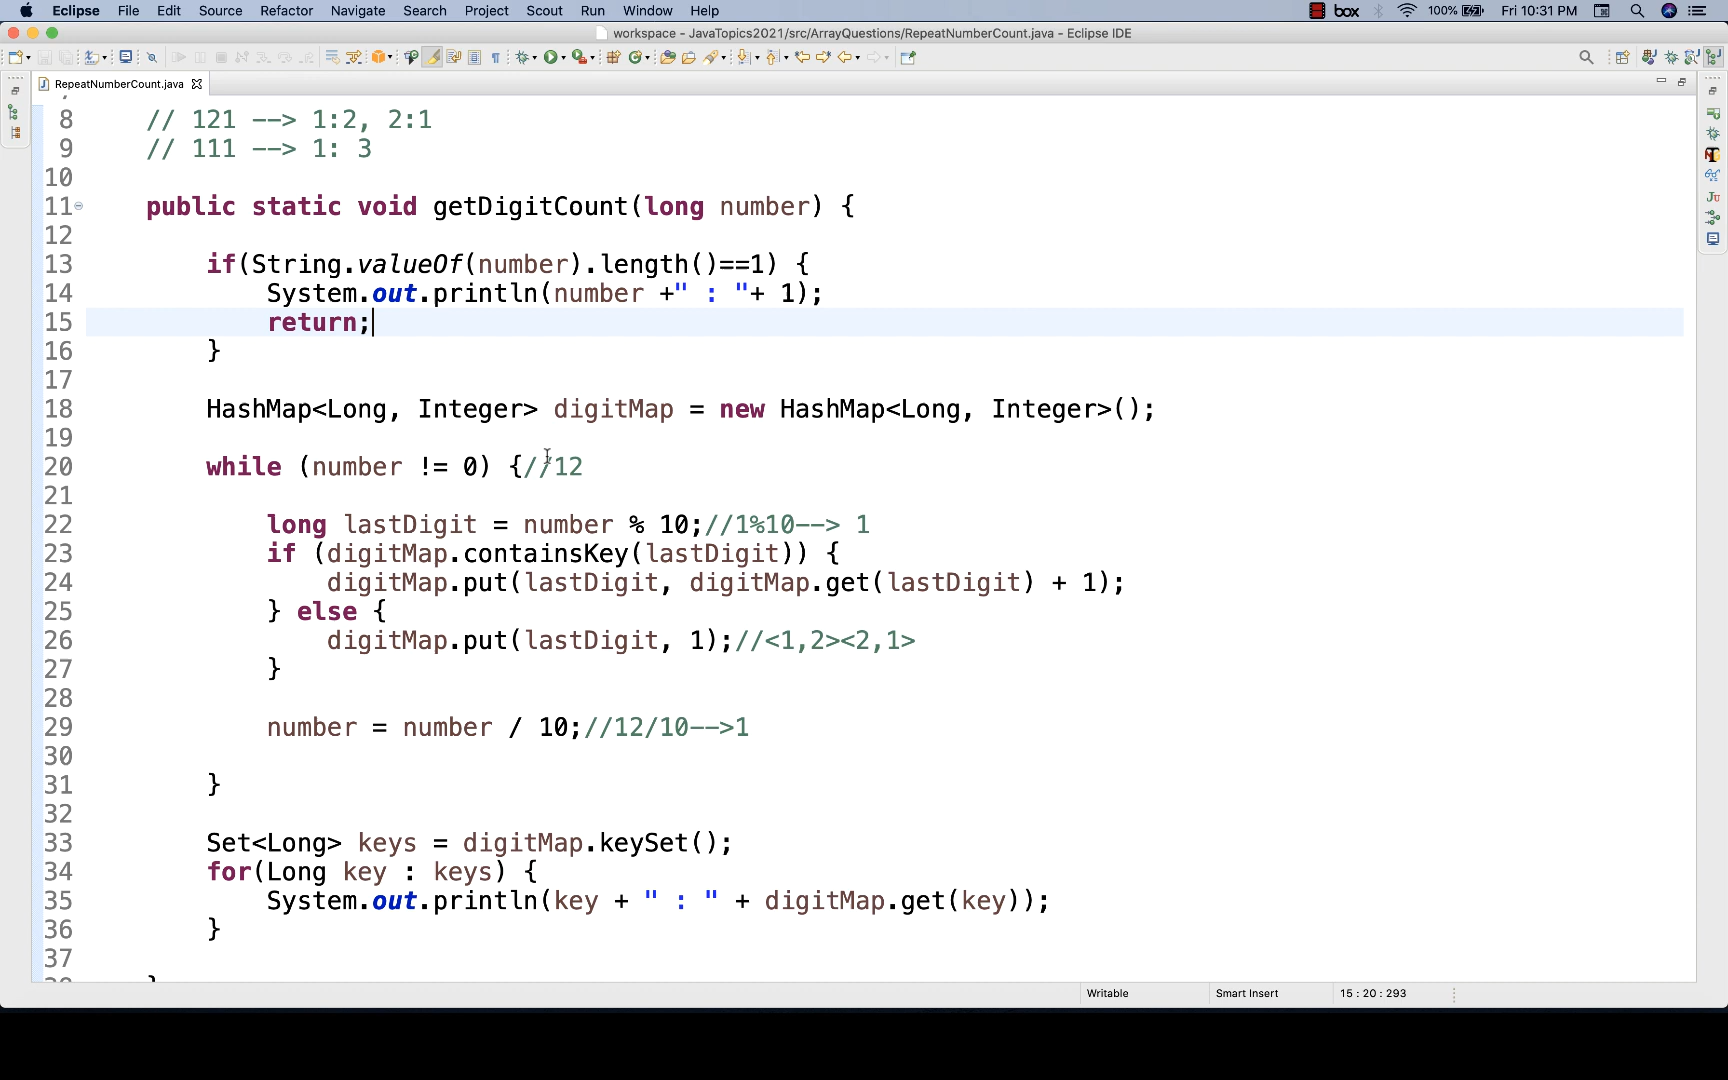 Eclipse File Edit Source Refactor Navigate Search Project Scout Run Window Help box 100% Fri 10:31 PM
workspace - JavaTopics2021/src/ArrayQuestions/RepeatNumberCount.java - Eclipse IDE
RepeatNumberCount.java
8 // 121 --> 1:2, 2:1
9 // 111 --> 1: 3
10
11 public static void getDigitCount(long number) {
12
13 if(String.valueOf(number).length()==1) {
14 System.out.println(number +" : "+ 1);
15 return;
16 }
17
18 HashMap<Long, Integer> digitMap = new HashMap<Long, Integer>();
19
20 while (number != 0) {//12
21
22 long lastDigit = number % 10;//1%10--> 1
23 if (digitMap.containsKey(lastDigit)) {
24 digitMap.put(lastDigit, digitMap.get(lastDigit) + 1);
25 } else {
26 digitMap.put(lastDigit, 1);//<1,2><2,1>
27 }
28
29 number = number / 10;//12/10-->1
30
31 }
32
33 Set<Long> keys = digitMap.keySet();
34 for(Long key : keys) {
35 System.out.println(key + " : " + digitMap.get(key));
36 }
37
Writable Smart Insert 15 : 20 : 293